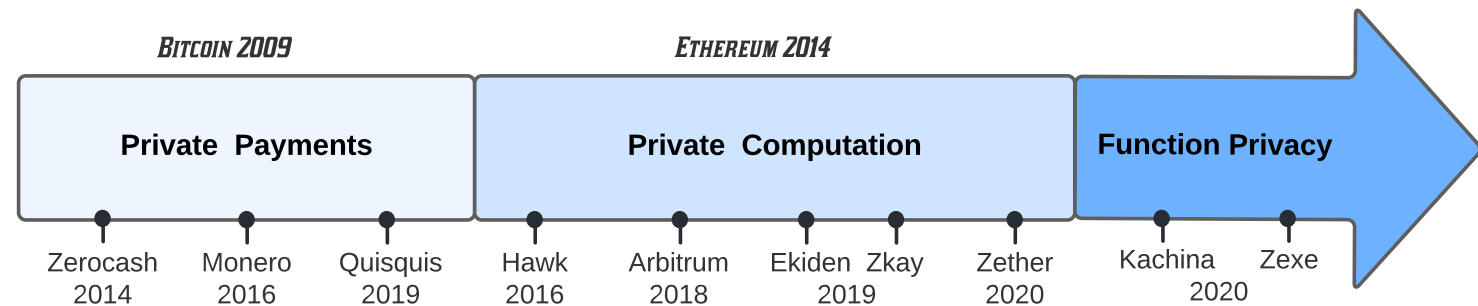 BITCOIN 2009
ETHEREUM 2014
Private Payments
Private Computation
Function Privacy
Zerocash
2014
Monero
2016
Quisquis
2019
Hawk
2016
Arbitrum
2018
Ekiden Zkay
2019
Zether
2020
Kachina Zexe
2020